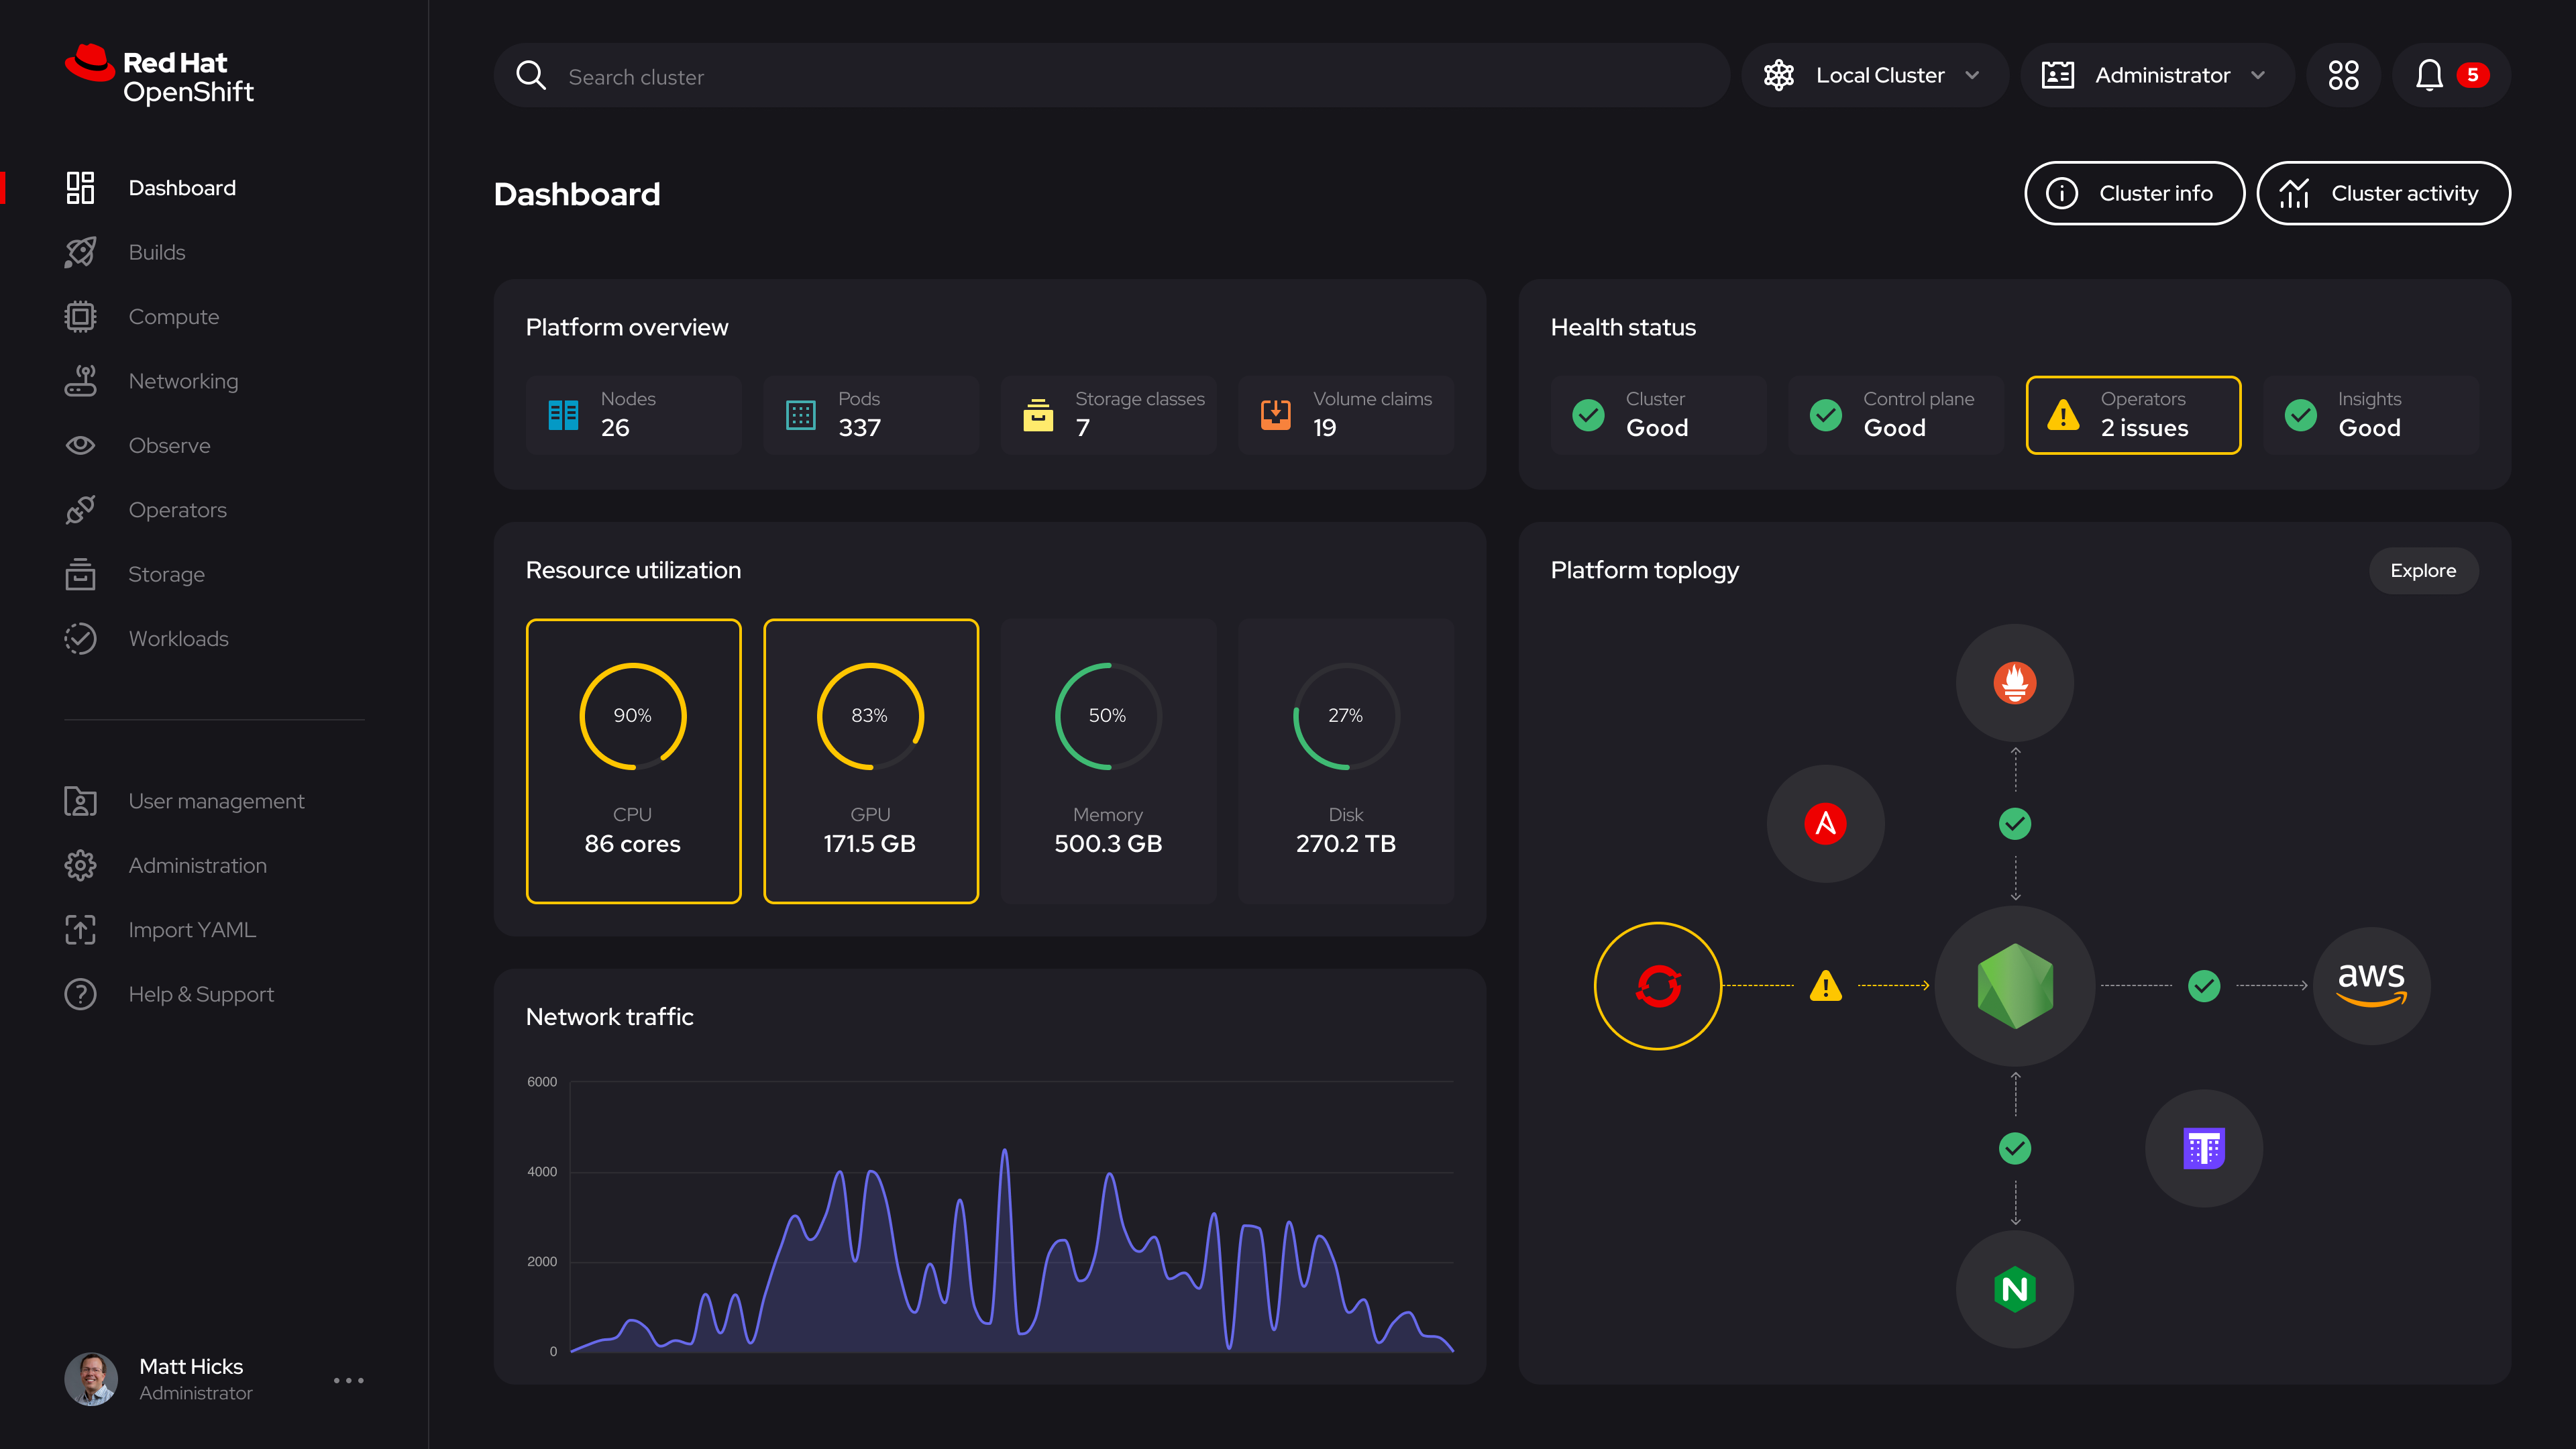 Red Hat
OpenShift
Dashboard
Builds
Compute
Networking
Observe
Operators
Storage
Workloads
User management
Administration
Import YAML
Help & Support
Matt Hicks
Administrator
Search cluster
Local Cluster
Administrator
5
Dashboard
Cluster info
Cluster activity
Platform overview
Nodes
26
Pods
337
Storage classes
7
Volume claims
19
Health status
Cluster
Good
Control plane
Good
Operators
2 issues
Insights
Good
Resource utilization
90%
CPU
86 cores
83%
GPU
171.5 GB
50%
Memory
500.3 GB
27%
Disk
270.2 TB
Network traffic
6000
4000
2000
0
Platform toplogy
Explore
A
aws
T
N